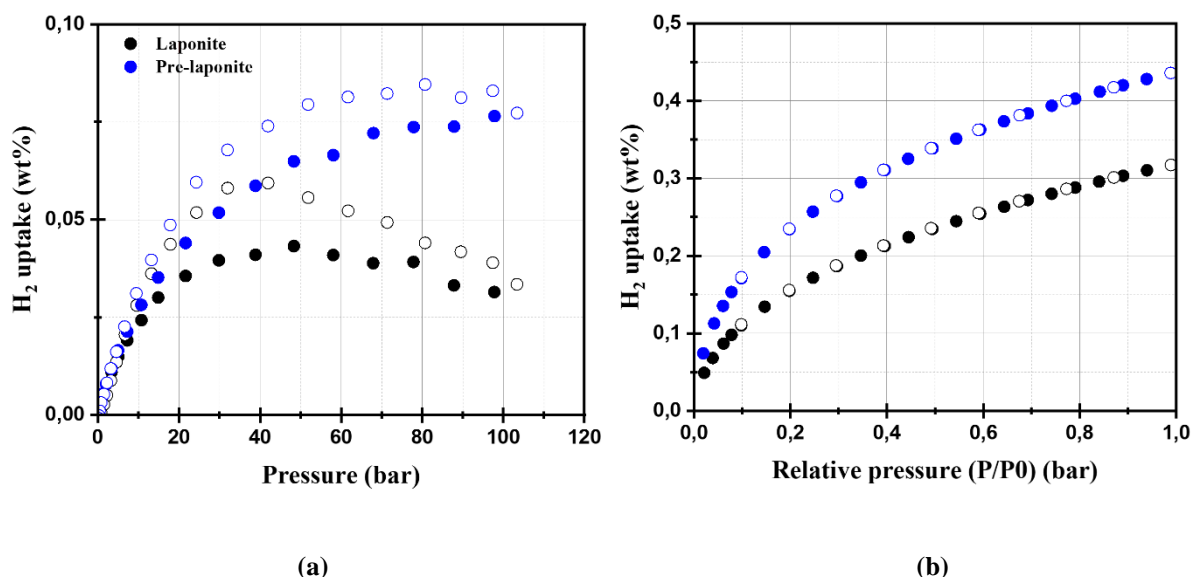 0,10
0,05
0,00
H₂ uptake (wt%)
Laponite
Pre-laponite
0 20 40 60 80 100 120
Pressure (bar)
(a)
0,5
0,4
0,3
0,2
0,1
0,0
H₂ uptake (wt%)
0,0 0,2 0,4 0,6 0,8 1,0
Relative pressure (P/P0) (bar)
(b)